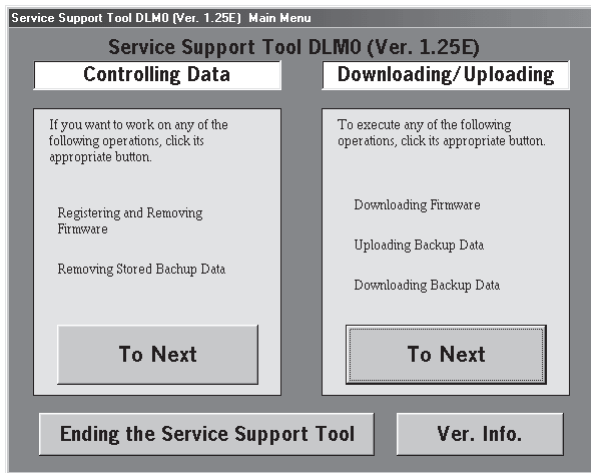 Service Support Tool DLM0 (Ver. 1.25E) Main Menu
Service Support Tool DLM0 (Ver. 1.25E)
Controlling Data
If you want to work on any of the
following operations, click its
appropriate button.
Registering and Removing
Firmware
Removing Stored Bachup Data
To Next
Downloading/Uploading
To execute any of the following
operations, click its appropriate button.
Downloading Firmware
Uploading Backup Data
Downloading Backup Data
To Next
Ending the Service Support Tool
Ver. Info.